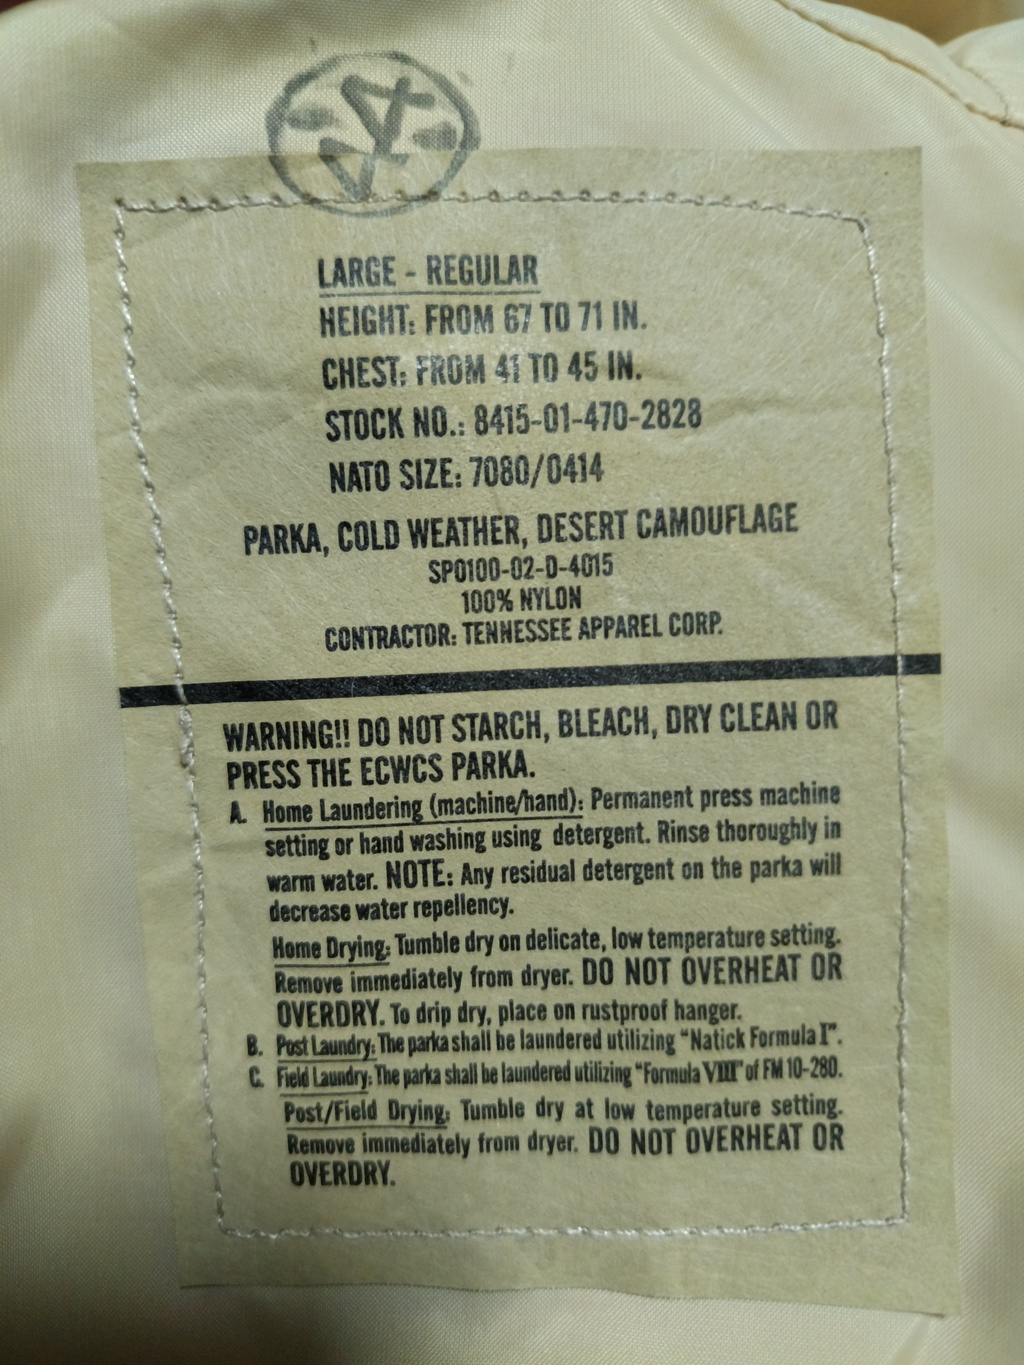 LARGE - REGULAR
HEIGHT: FROM 67 TO 71 IN.
CHEST: FROM 41 TO 45 IN.
STOCK NO.: 8415-01-470-2828
NATO SIZE: 7080/0414
PARKA, COLD WEATHER, DESERT CAMOUFLAGE
SP0100-02-D-4015
100% NYLON
CONTRACTOR: TENNESSEE APPAREL CORP.
WARNING!! DO NOT STARCH, BLEACH, DRY CLEAN OR
PRESS THE ECWCS PARKA.
A. Home Laundering (machine/hand): Permanent press machine
setting or hand washing using detergent. Rinse thoroughly in
warm water. NOTE: Any residual detergent on the parka will
decrease water repellency.
Home Drying: Tumble dry on delicate, low temperature setting.
Remove immediately from dryer. DO NOT OVERHEAT OR
OVERDRY. To drip dry, place on rustproof hanger.
B. Post Laundry: The parka shall be laundered utilizing "Natick Formula I".
C. Field Laundry: The parka shall be laundered utilizing "Formula VIII" of FM 10-280.
Post/Field Drying: Tumble dry at low temperature setting.
Remove immediately from dryer. DO NOT OVERHEAT OR
OVERDRY.